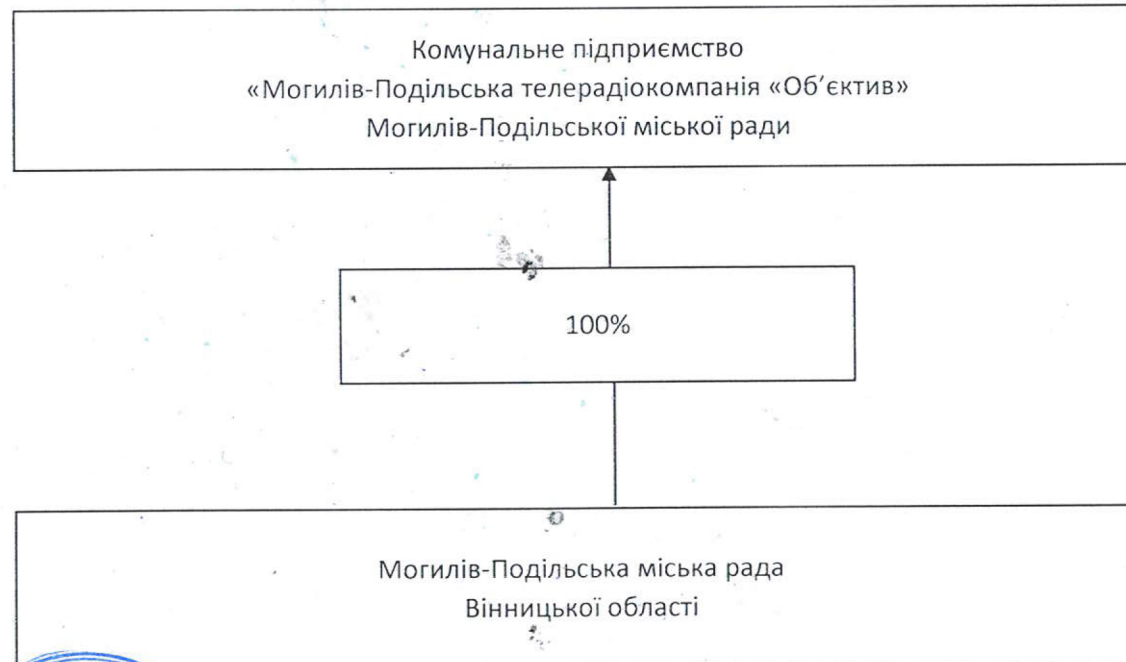 Комунальне підприємство
«Могилів-Подільська телерадіокомпанія «Об’єктив»
Могилів-Подільської міської ради
100%
Могилів-Подільська міська рада
Вінницької області